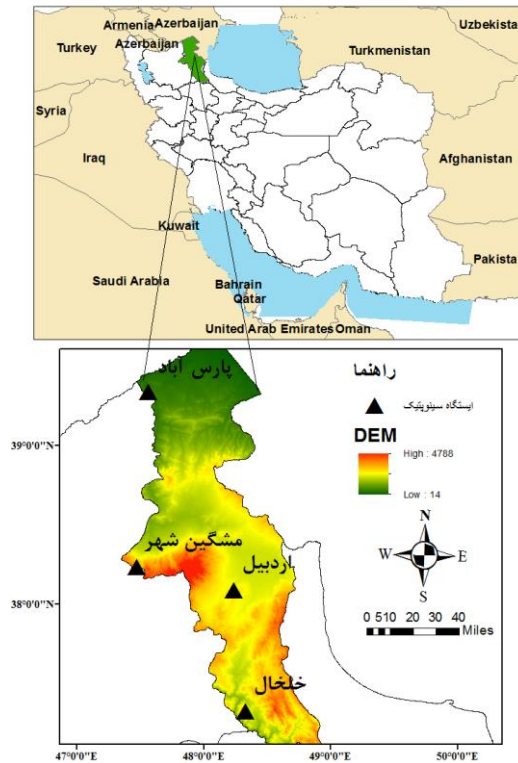 Armenia
Azerbaijan
Azerbaijan
Turkey
Uzbekista
Turkmenistan
Syria
Iraq
Afghanistan
Kuwait
Pakista
Saudi Arabia
Bahrain
Qatar
United Arab Emirates
Oman
پارس آباد
راهنما
ایستگاه سینوپتیک
DEM
High : 4788
Low : 14
39°0'0"N
مشگین شهر
اردبیل
N
W
E
S
38°0'0"N
0 5 10 20 30 40
Miles
خلخال
47°0'0"E
48°0'0"E
49°0'0"E
50°0'0"E